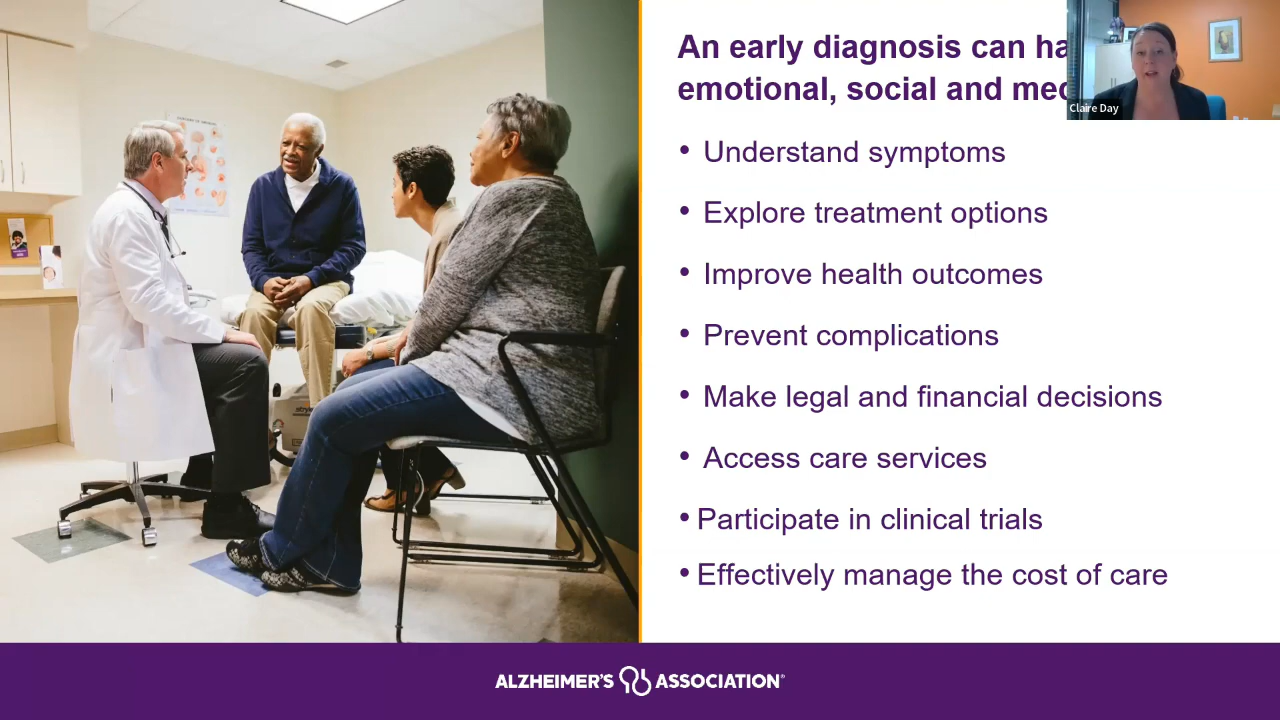 An early diagnosis can ha
emotional, social and med
Claire Day
• Understand symptoms
• Explore treatment options
• Improve health outcomes
• Prevent complications
• Make legal and financial decisions
• Access care services
• Participate in clinical trials
• Effectively manage the cost of care
stryker
ALZHEIMER'S ASSOCIATION®